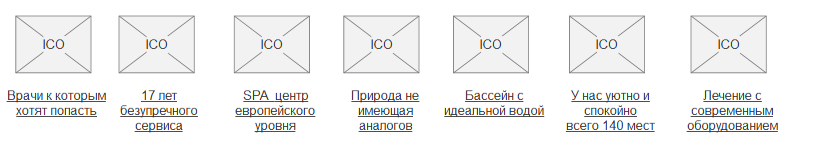 ICO
ICO
ICO
ICO
ICO
ICO
ICO
Врачи к которым
хотят попасть
17 лет
безупречного
сервиса
SPA центр
европейского
уровня
Природа не
имеющая
аналогов
Бассейн с
идеальной водой
У нас уютно и
спокойно
всего 140 мест
Лечение с
современным
оборудованием